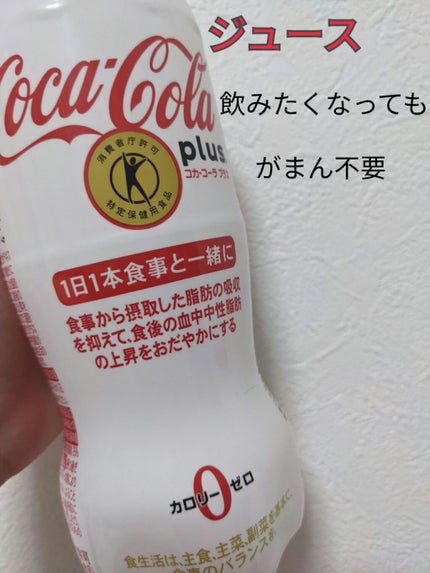 ジュース
飲みたくなっても
がまん不要
Coca-Cola
plus
コカ・コーラ プラス
消費者庁許可
特定保健用食品
1日1本食事と一緒に
食事から摂取した脂肪の吸収
を抑えて、食後の血中中性脂肪
の上昇をおだやかにする
カロリーゼロ
0
食生活は、主食、主菜、副菜を基本に、
食事のバランスを。